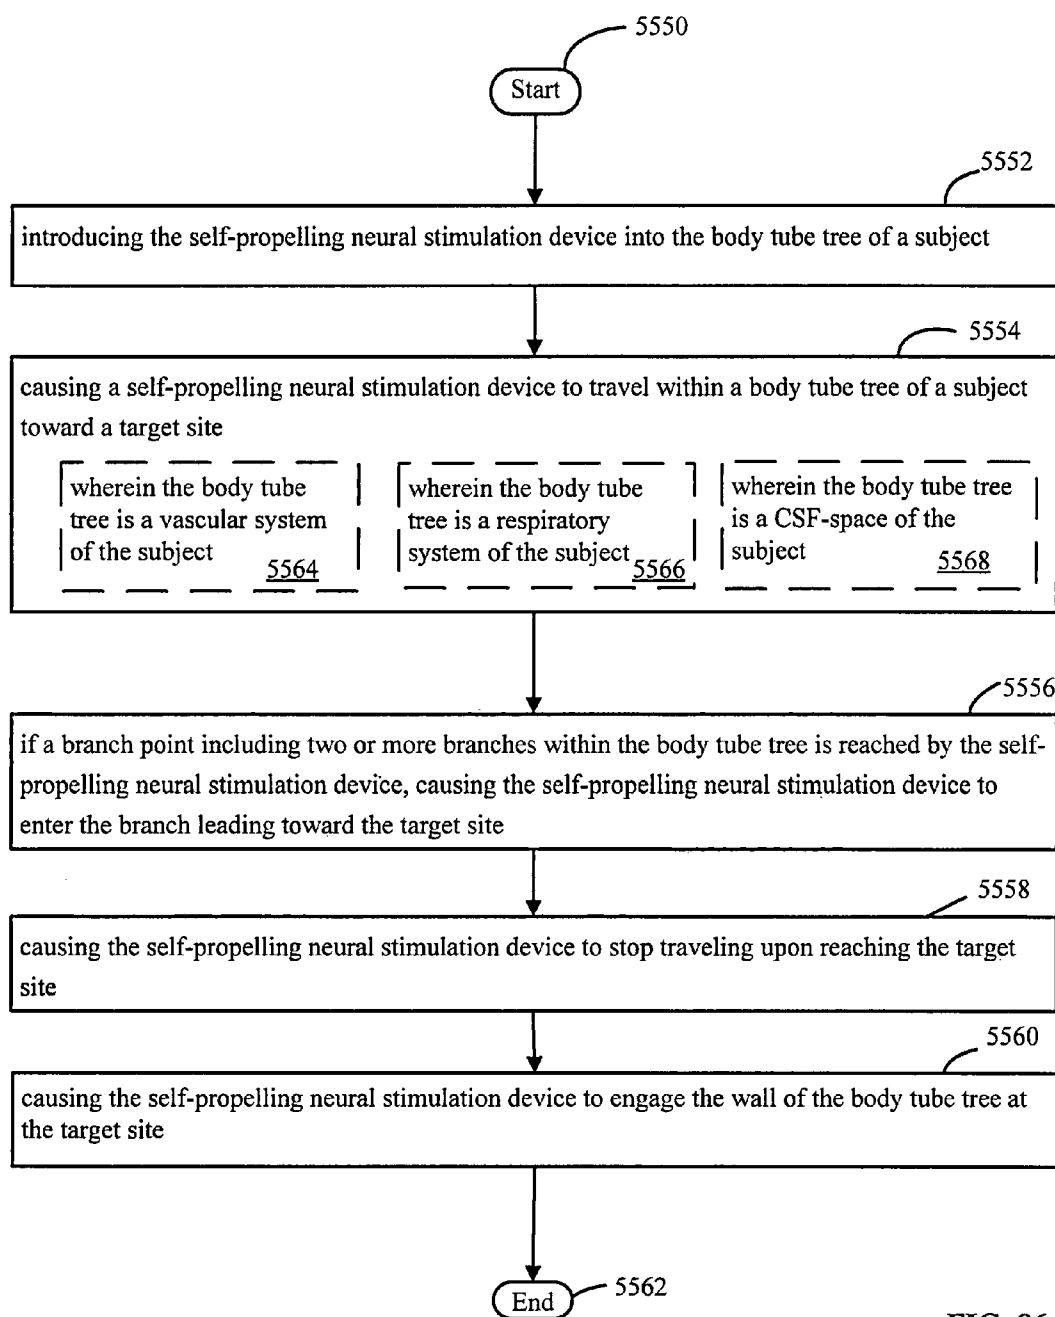 5550
Start
5552
introducing the self-propelling neural stimulation device into the body tube tree of a subject
5554
causing a self-propelling neural stimulation device to travel within a body tube tree of a subject
toward a target site
wherein the body tube
tree is a vascular system
of the subject
5564
wherein the body tube
tree is a respiratory
system of the subject
5566
wherein the body tube tree
is a CSF-space of the
subject
5568
5556
if a branch point including two or more branches within the body tube tree is reached by the self-
propelling neural stimulation device, causing the self-propelling neural stimulation device to
enter the branch leading toward the target site
5558
causing the self-propelling neural stimulation device to stop traveling upon reaching the target
site
5560
causing the self-propelling neural stimulation device to engage the wall of the body tube tree at
the target site
End
5562